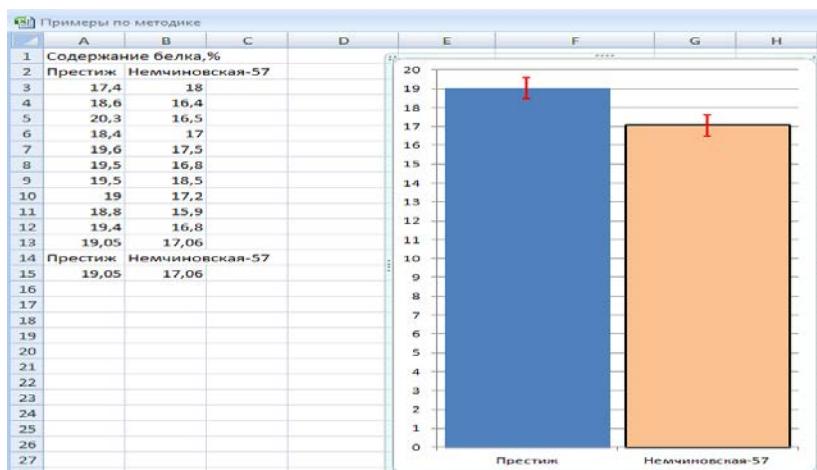 Примеры по методике
A B C D E F G H
1 Содержание белка,%
2 Престиж Немчиновская-57
3 17,4 18
4 18,6 16,4
5 20,3 16,5
6 18,4 17
7 19,6 17,5
8 19,5 16,8
9 19,5 18,5
10 19 17,2
11 18,8 15,9
12 19,4 16,8
13 19,05 17,06
14 Престиж Немчиновская-57
15 19,05 17,06
16
17
18
19
20
21
22
23
24
25
26
27
20
19
18
17
16
15
14
13
12
11
10
9
8
7
6
5
4
3
2
1
0
Престиж Немчиновская-57